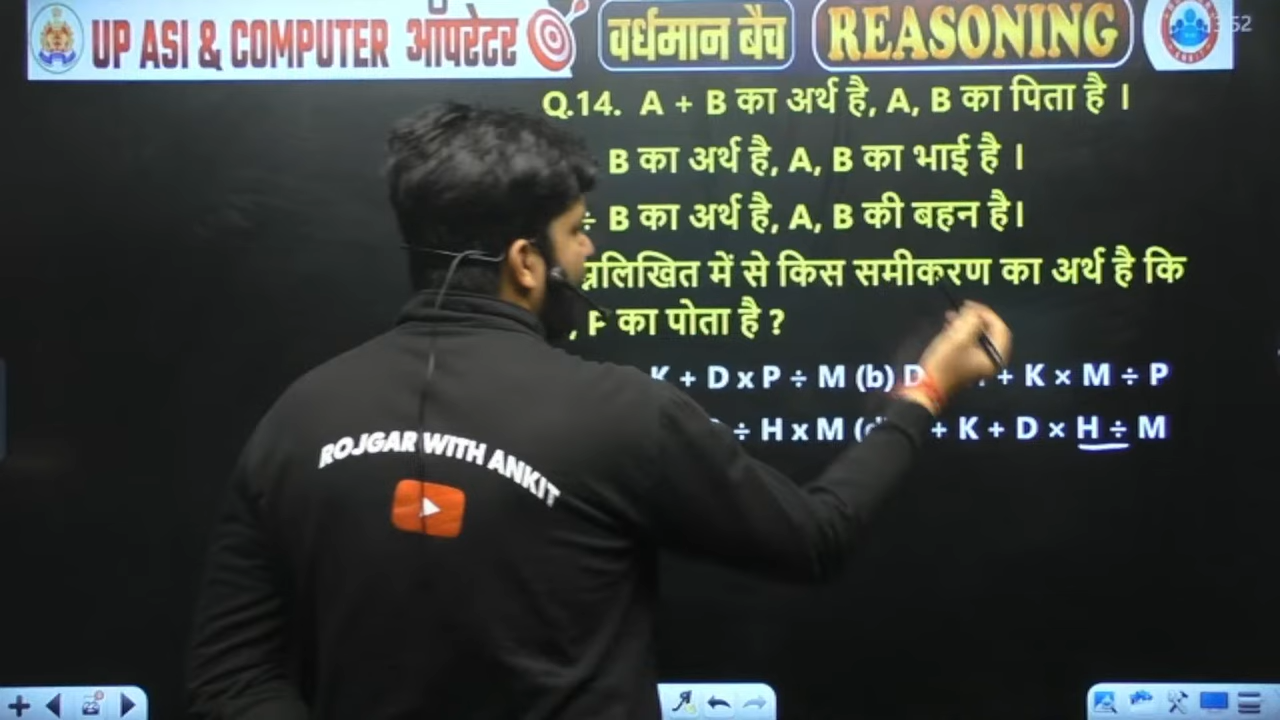 UP ASI & COMPUTER ऑपरेटर
वर्धमान बैच
REASONING
Q.14. A + B का अर्थ है, A, B का पिता है ।
B का अर्थ है, A, B का भाई है ।
÷ B का अर्थ है, A, B की बहन है।
में से किस समीकरण का अर्थ है कि
का पोता है ?
K + D x P ÷ M (b) D + K × M ÷ P
÷ H x M + K + D × H ÷ M
ROJGAR WITH ANKIT